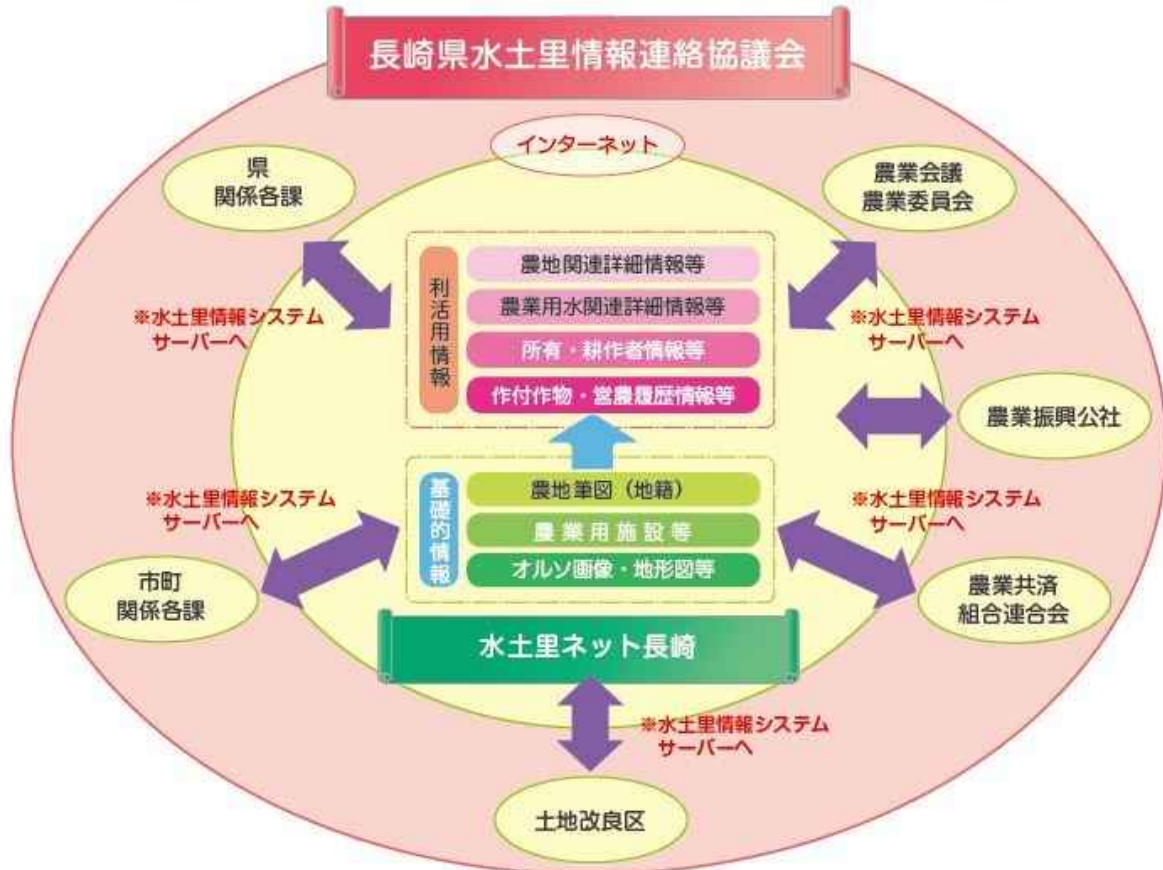 長崎県水土里情報連絡協議会
インターネット
県
関係各課
農業会議
農業委員会
※水土里情報システム
サーバーへ
※水土里情報システム
サーバーへ
利活用情報
農地関連詳細情報等
農業用水関連詳細情報等
所有・耕作者情報等
作付作物・営農履歴情報等
農業振興公社
※水土里情報システム
サーバーへ
※水土里情報システム
サーバーへ
基礎的情報
農地筆図（地籍）
農業用施設等
オルソ画像・地形図等
市町
関係各課
農業共済
組合連合会
水土里ネット長崎
※水土里情報システム
サーバーへ
土地改良区